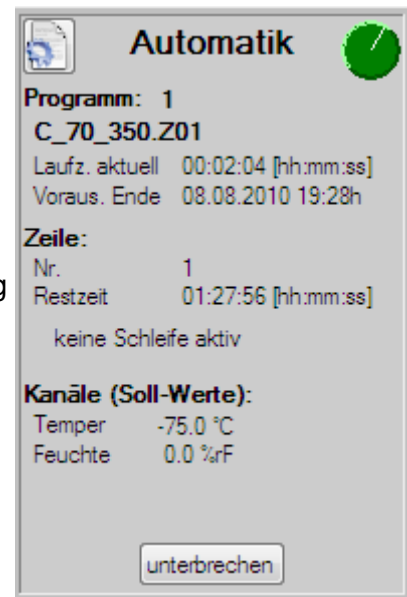 Automatik
Programm: 1
C_70_350.Z01
Laufz. aktuell 00:02:04 [hh:mm:ss]
Voraus. Ende 08.08.2010 19:28h
Zeile:
Nr. 1
g
Restzeit 01:27:56 [hh:mm:ss]
keine Schleife aktiv
Kanäle (Soll-Werte):
Temper -75.0 °C
Feuchte 0.0 %rF
unterbrechen